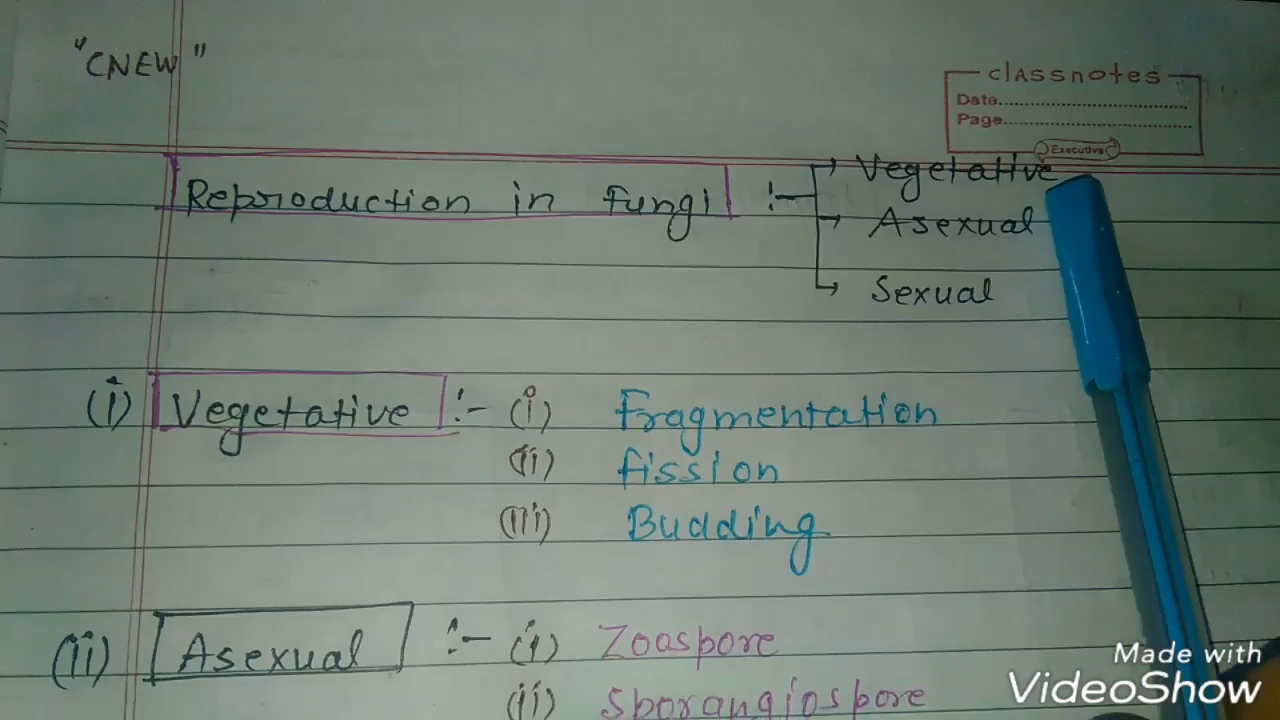 "CNEW"
classnotes
Date
Page
Executive
Reproduction in fungi :- → Vegetative
→ Asexual
→ Sexual
(i) Vegetative :- (i) Fragmentation
(ii) fission
(iii) Budding
(ii) Asexual :- (i) Zoospore
(ii) Sporangiospore
Made with
VideoShow